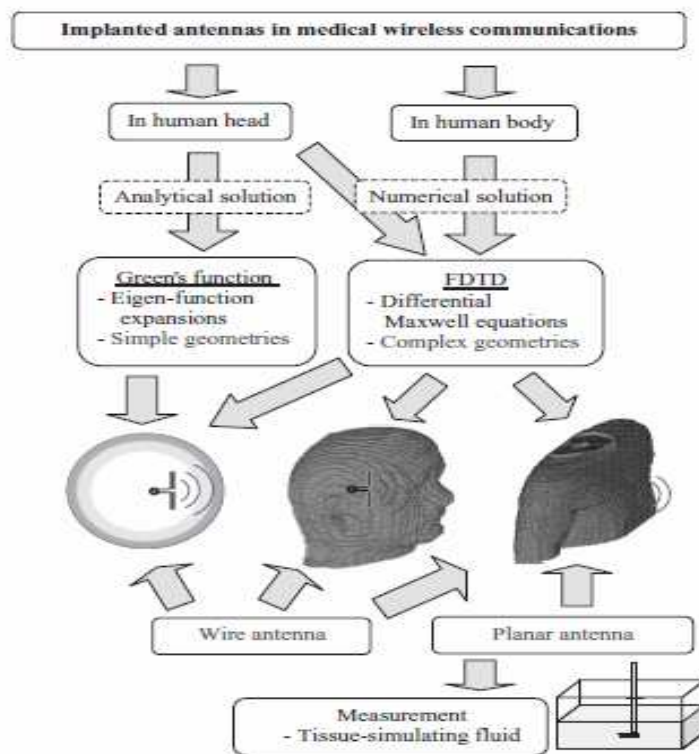 Implanted antennas in medical wireless communications
In human head
In human body
Analytical solution
Numerical solution
Green's function
- Eigen-function
expansions
- Simple geometries
FDTD
- Differential
Maxwell equations
- Complex geometries
Wire antenna
Planar antenna
Measurement
- Tissue-simulating fluid